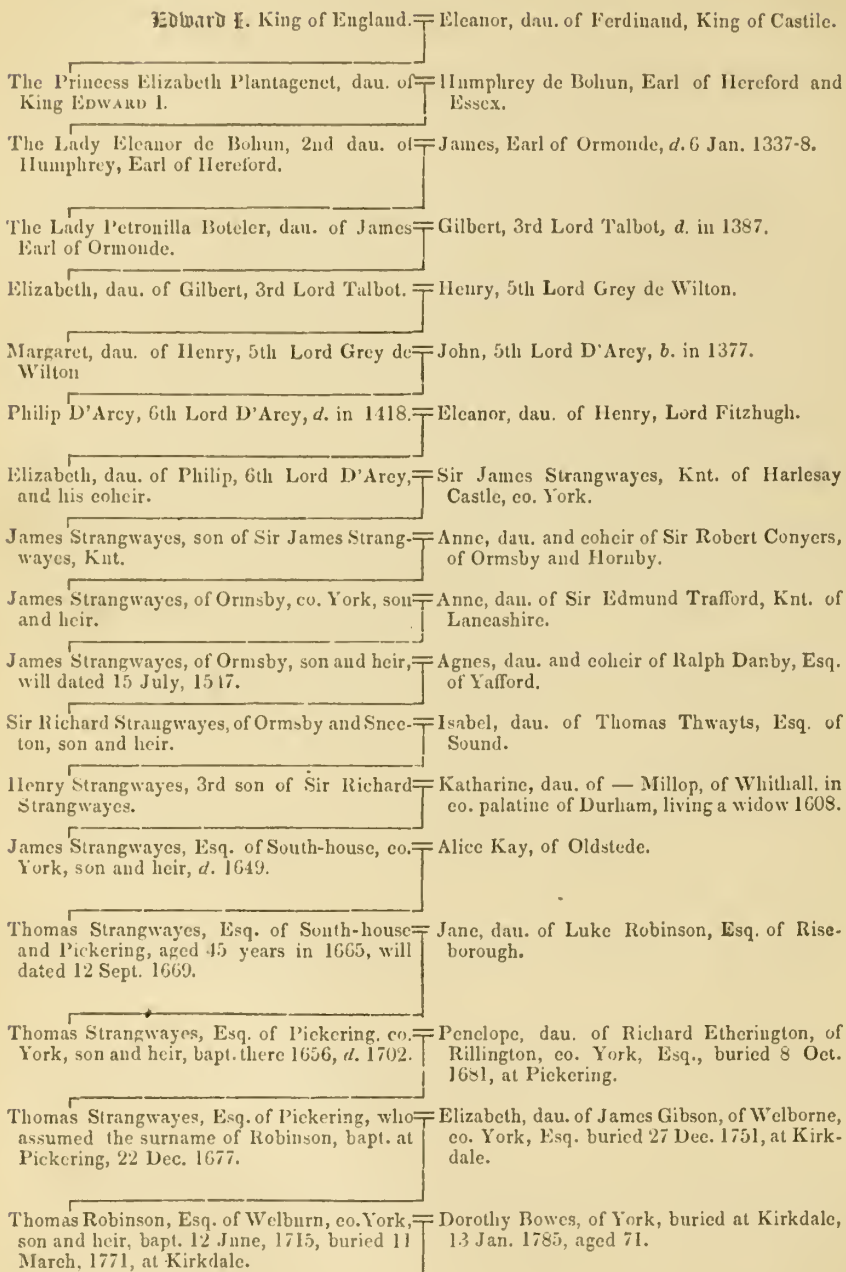 Edward I. King of England. = Eleanor, dau. of Ferdinand, King of Castile.
The Princess Elizabeth Plantagenet, dau. of = Humphrey de Bohun, Earl of Hereford and
King EDWARD I. Essex.
The Lady Eleanor de Bohun, 2nd dau. of = James, Earl of Ormonde, d. 6 Jan. 1337-8.
Humphrey, Earl of Hereford.
The Lady Petronilla Boteler, dau. of James = Gilbert, 3rd Lord Talbot, d. in 1387.
Earl of Ormonde.
Elizabeth, dau. of Gilbert, 3rd Lord Talbot. = Henry, 5th Lord Grey de Wilton.
Margaret, dau. of Henry, 5th Lord Grey de = John, 5th Lord D'Arcy, b. in 1377.
Wilton
Philip D'Arcy, 6th Lord D'Arcy, d. in 1418. = Eleanor, dau. of Henry, Lord Fitzhugh.
Elizabeth, dau. of Philip, 6th Lord D'Arcy, = Sir James Strangwayes, Knt. of Harlesay
and his coheir. Castle, co. York.
James Strangwayes, son of Sir James Strang- = Anne, dau. and coheir of Sir Robert Conyers,
wayes, Knt. of Ormsby and Hornby.
James Strangwayes, of Ormsby, co. York, son = Anne, dau. of Sir Edmund Trafford, Knt. of
and heir. Lancashire.
James Strangwayes, of Ormsby, son and heir, = Agnes, dau. and coheir of Ralph Danby, Esq.
will dated 15 July, 1517. of Yafford.
Sir Richard Strangwayes, of Ormsby and Snee- = Isabel, dau. of Thomas Thwayts, Esq. of
ton, son and heir. Sound.
Henry Strangwayes, 3rd son of Sir Richard = Katharine, dau. of — Millop, of Whithall, in
Strangwayes. co. palatine of Durham, living a widow 1608.
James Strangwayes, Esq. of South-house, co. = Alice Kay, of Oldstede.
York, son and heir, d. 1649.
Thomas Strangwayes, Esq. of South-house = Jane, dau. of Luke Robinson, Esq. of Rise-
and Pickering, aged 45 years in 1665, will borough.
dated 12 Sept. 1669.
Thomas Strangwayes, Esq. of Pickering, co. = Penelope, dau. of Richard Etherington, of
York, son and heir, bapt. there 1656, d. 1702. Rillington, co. York, Esq., buried 8 Oct.
1681, at Pickering.
Thomas Strangwayes, Esq. of Pickering, who = Elizabeth, dau. of James Gibson, of Welborne,
assumed the surname of Robinson, bapt. at co. York, Esq. buried 27 Dec. 1751, at Kirk-
Pickering, 22 Dec. 1677. dale.
Thomas Robinson, Esq. of Welburn, co. York, = Dorothy Bowes, of York, buried at Kirkdale,
son and heir, bapt. 12 June, 1715, buried 11 13 Jan. 1785, aged 71.
March, 1771, at Kirkdale.